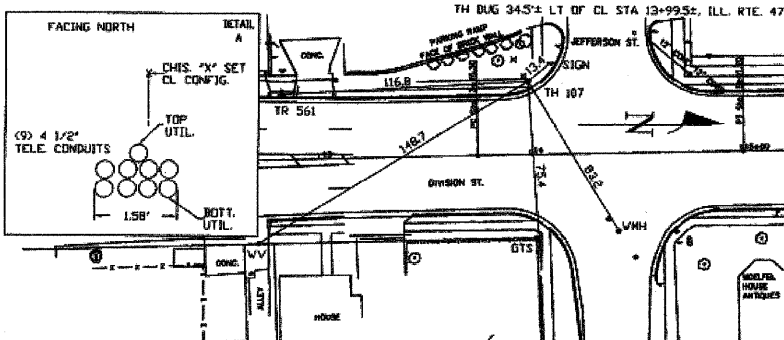 TH DUG 34.5'± LT OF CL STA 13+99.5±, ILL. RTE. 47
FACING NORTH
DETAIL
A
CHIS. "X" SET
CL CONFIG.
TOP
UTIL.
(9) 4 1/2"
TELE. CONDUITS
1.58'
BOTT.
UTIL.
CONC.
PARKING RAMP
FACE OF BRICK WALL
JEFFERSON ST.
13.4
SIGN
116.8
TH 107
TR 561
N
148.7
75.4
83.2
DIVISION ST.
WMH
GTS
WV
CONC.
ALLEY
HOUSE
HOUSE
ANTIQUES